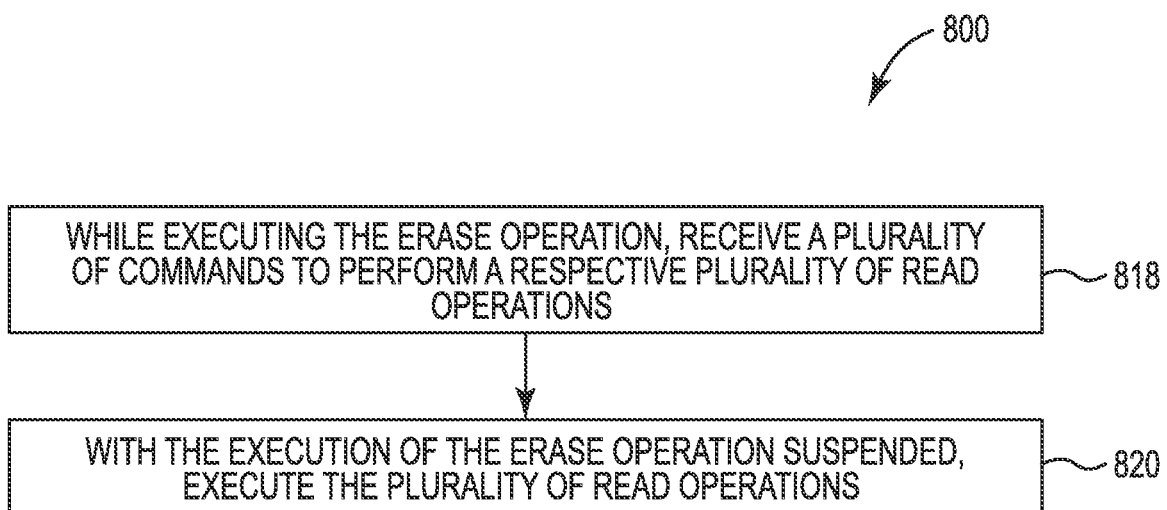 800
WHILE EXECUTING THE ERASE OPERATION, RECEIVE A PLURALITY
OF COMMANDS TO PERFORM A RESPECTIVE PLURALITY OF READ
OPERATIONS
818
WITH THE EXECUTION OF THE ERASE OPERATION SUSPENDED,
EXECUTE THE PLURALITY OF READ OPERATIONS
820